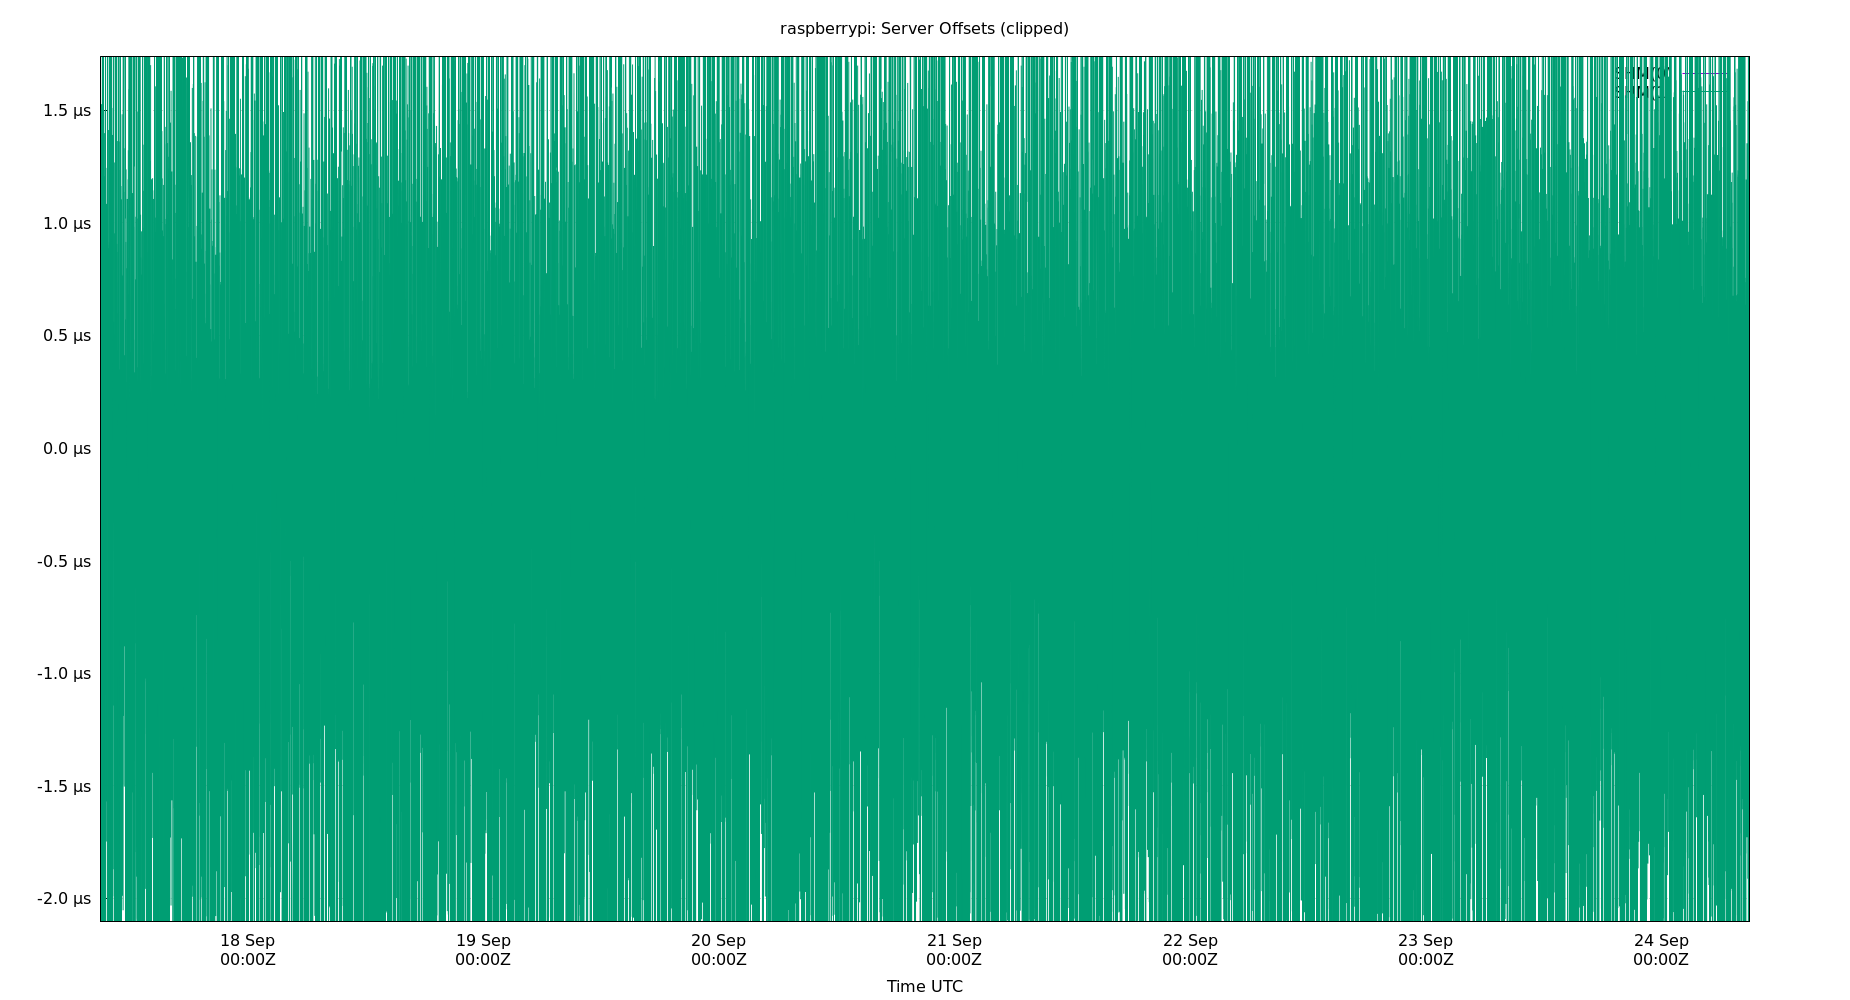 raspberrypi: Server Offsets (clipped)
1.5 µs
1.0 µs
0.5 µs
0.0 µs
-0.5 µs
-1.0 µs
-1.5 µs
-2.0 µs
18 Sep
00:00Z
19 Sep
00:00Z
20 Sep
00:00Z
21 Sep
00:00Z
22 Sep
00:00Z
23 Sep
00:00Z
24 Sep
00:00Z
Time UTC